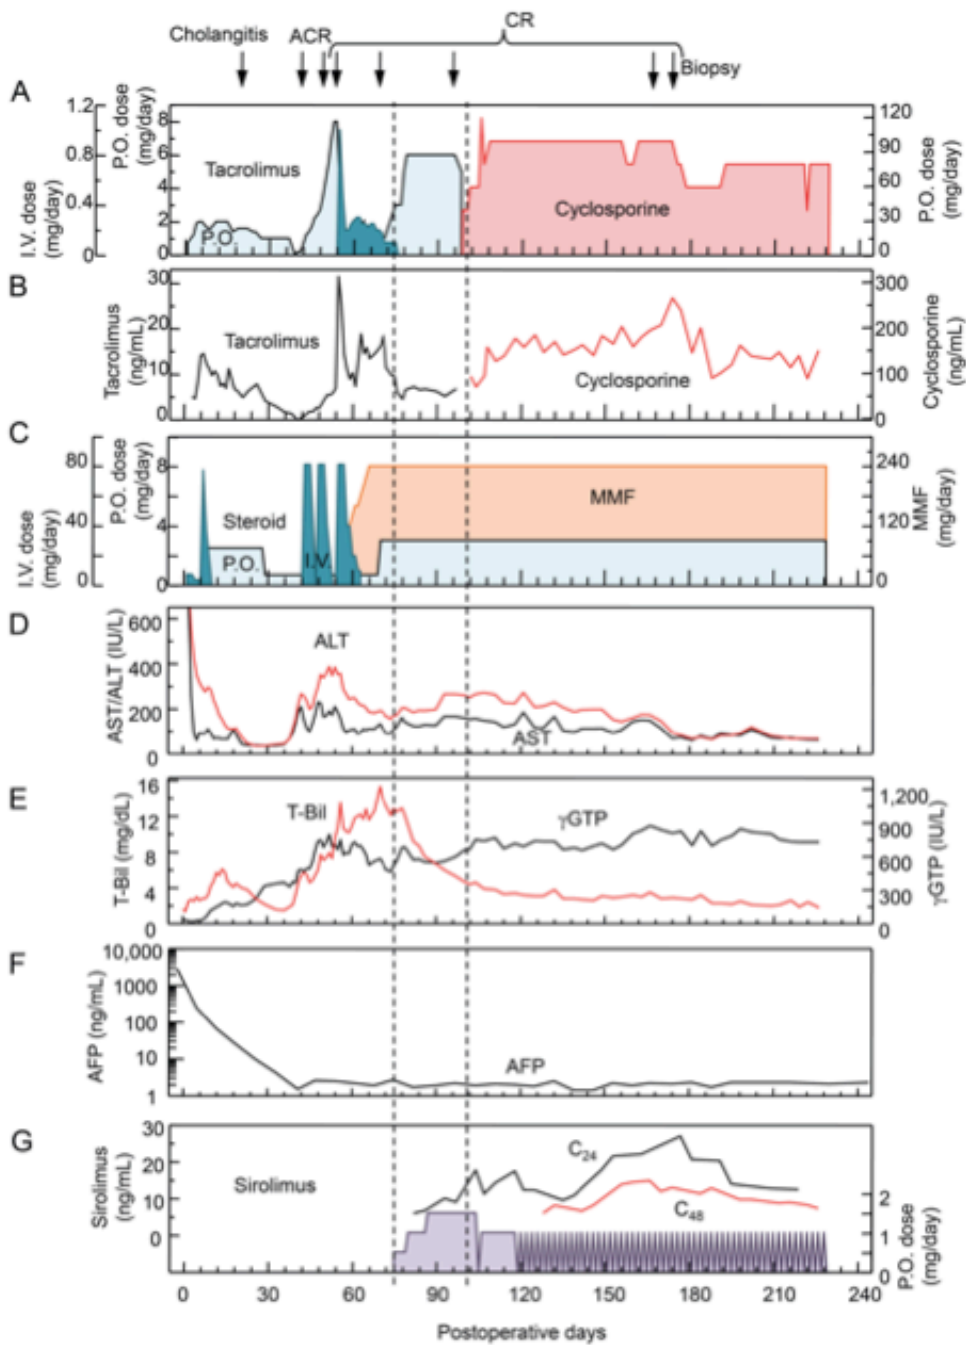 CR
Cholangitis ACR
Biopsy
A
I.V. dose
(mg/day)
1.2
0.8
0.4
0
P.O. dose
(mg/day)
8
6
4
2
0
Tacrolimus
P.O.
Cyclosporine
120
90
60
30
0
P.O. dose
(mg/day)
B
Tacrolimus
(ng/mL)
30
20
10
0
Tacrolimus
Cyclosporine
300
200
100
0
Cyclosporine
(ng/mL)
C
I.V. dose
(mg/day)
80
40
0
P.O. dose
(mg/day)
8
4
0
Steroid
P.O.
I.V.
MMF
240
120
0
MMF
(mg/day)
D
AST/ALT (IU/L)
600
400
200
0
ALT
AST
E
T-Bil (mg/dL)
16
12
8
4
0
T-Bil
γGTP
1,200
900
600
300
0
γGTP (IU/L)
F
AFP (ng/mL)
10,000
1000
100
10
1
AFP
G
Sirolimus
(ng/mL)
30
20
10
0
Sirolimus
C24
C48
2
1
0
P.O. dose
(mg/day)
0 30 60 90 120 150 180 210 240
Postoperative days